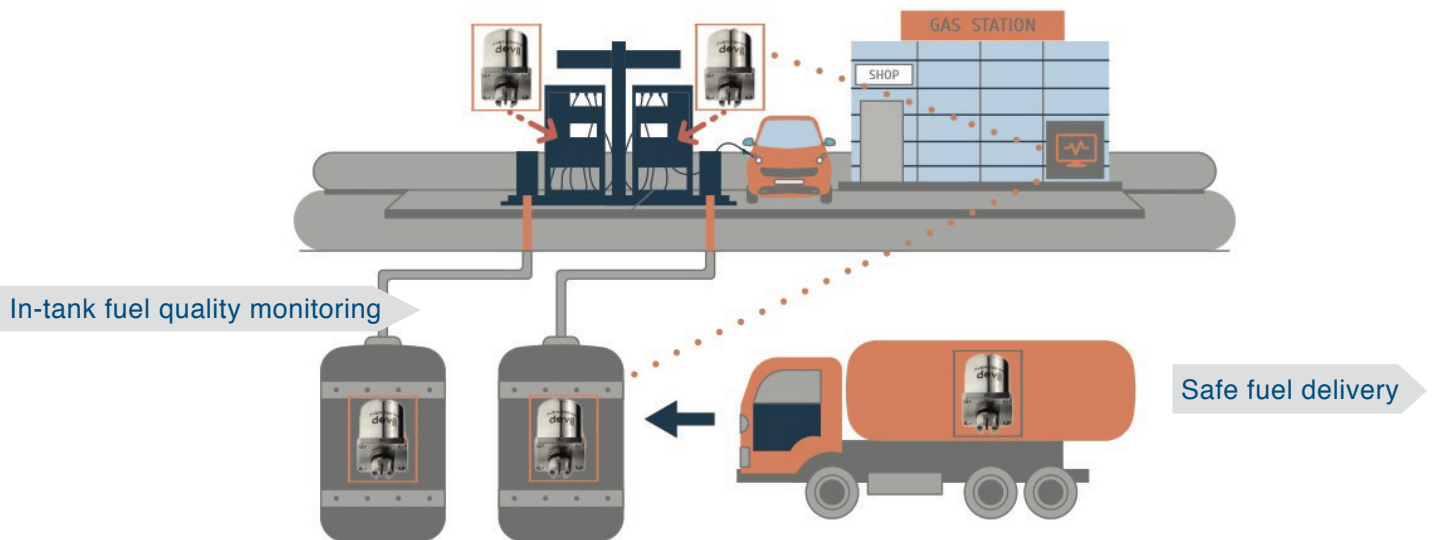 GAS STATION
SHOP
In-tank fuel quality monitoring
Safe fuel delivery